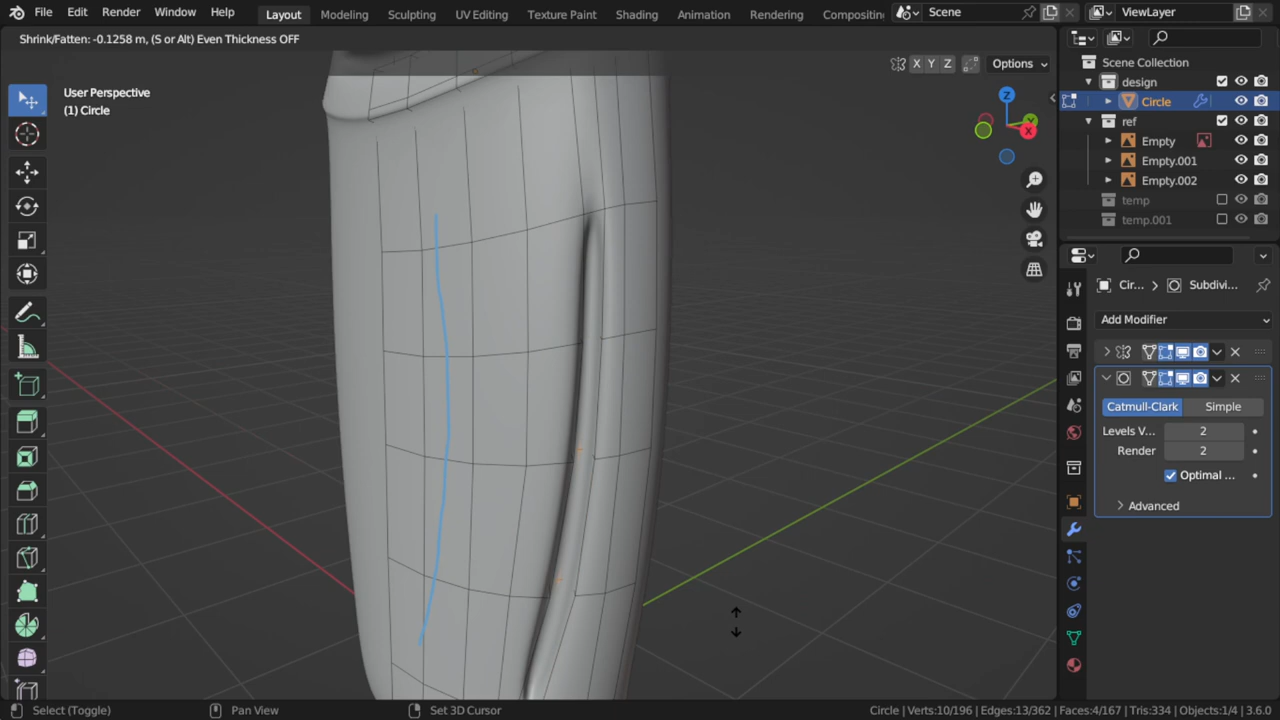 File Edit Render Window Help Layout Modeling Sculpting UV Editing Texture Paint Shading Animation Rendering Compositing Scene ViewLayer
Shrink/Fatten: -0.1258 m, (S or Alt) Even Thickness OFF
X Y Z Options
User Perspective
(1) Circle
Z
Y
X
Scene Collection
design
Circle
ref
Empty
Empty.001
Empty.002
temp
temp.001
Cir... > Subdivi...
Add Modifier
Catmull-Clark Simple
Levels V... 2
Render 2
Optimal ...
Advanced
Select (Toggle) Pan View Set 3D Cursor Circle | Verts:10/196 | Edges:13/362 | Faces:4/167 | Tris:334 | Objects:1/4 | 3.6.0